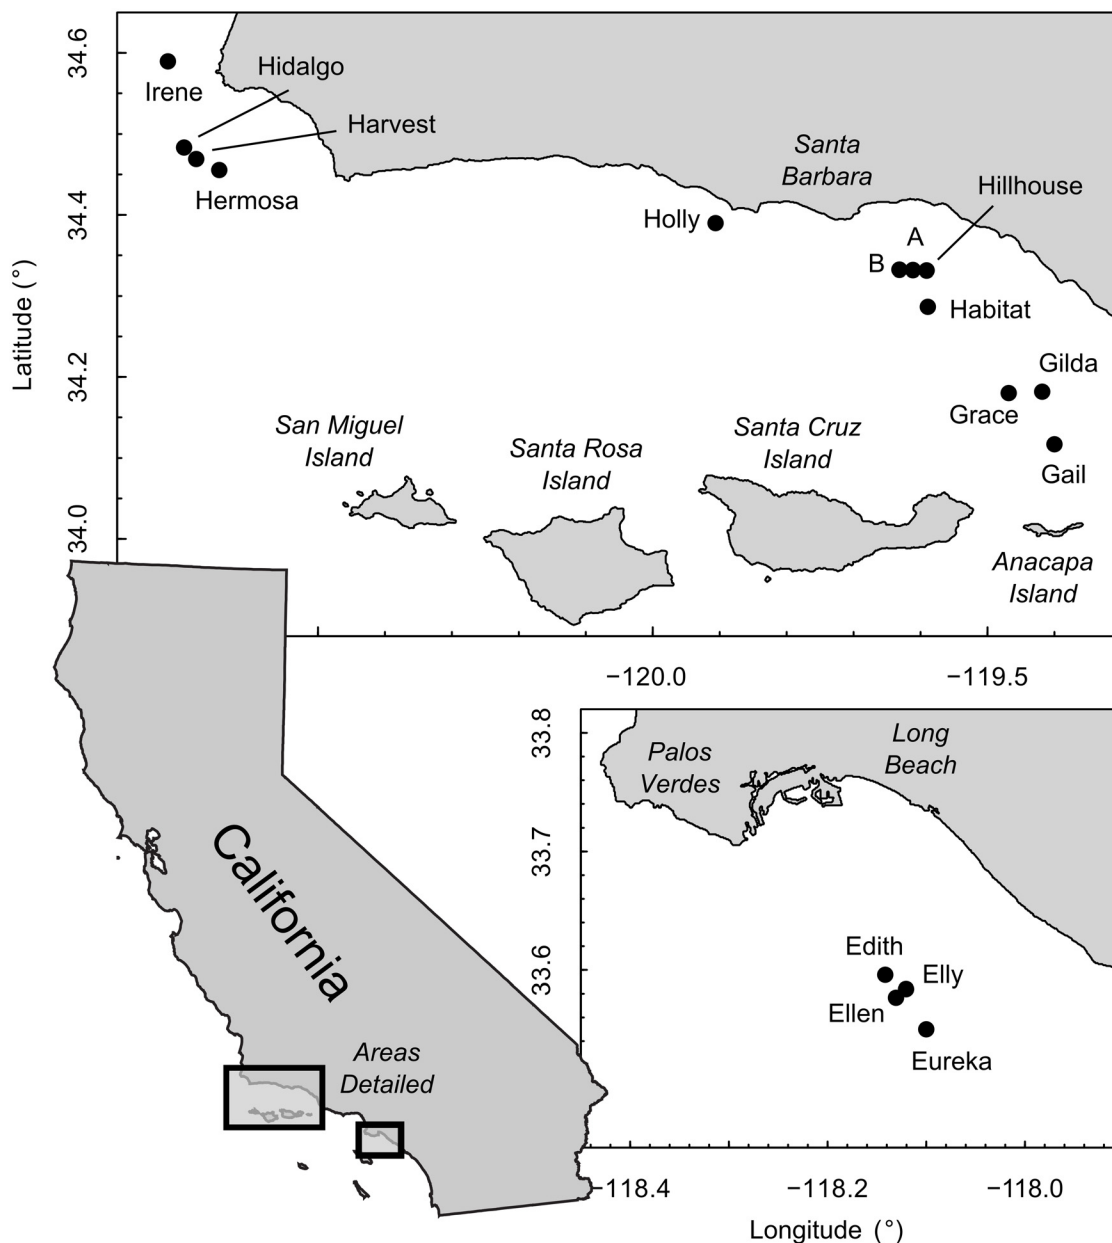 34.6
34.4
34.2
34.0
Latitude (°)
Irene
Hidalgo
Harvest
Hermosa
Santa
Barbara
Hillhouse
Holly
A
B
Habitat
Gilda
Grace
Gail
San Miguel
Island
Santa Rosa
Island
Santa Cruz
Island
Anacapa
Island
−120.0
−119.5
California
Areas
Detailed
33.8
33.7
33.6
Palos
Verdes
Long
Beach
Edith
Elly
Ellen
Eureka
−118.4
−118.2
−118.0
Longitude (°)